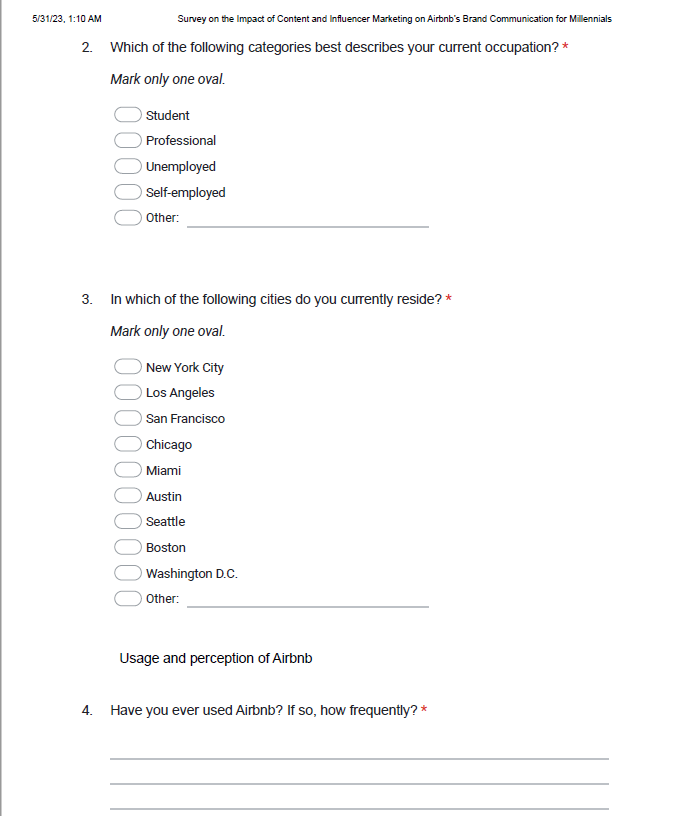 5/31/23, 1:10 AM Survey on the Impact of Content and Influencer Marketing on Airbnb's Brand Communication for Millennials
2. Which of the following categories best describes your current occupation? *
Mark only one oval.
Student
Professional
Unemployed
Self-employed
Other:
3. In which of the following cities do you currently reside? *
Mark only one oval.
New York City
Los Angeles
San Francisco
Chicago
Miami
Austin
Seattle
Boston
Washington D.C.
Other:
Usage and perception of Airbnb
4. Have you ever used Airbnb? If so, how frequently? *